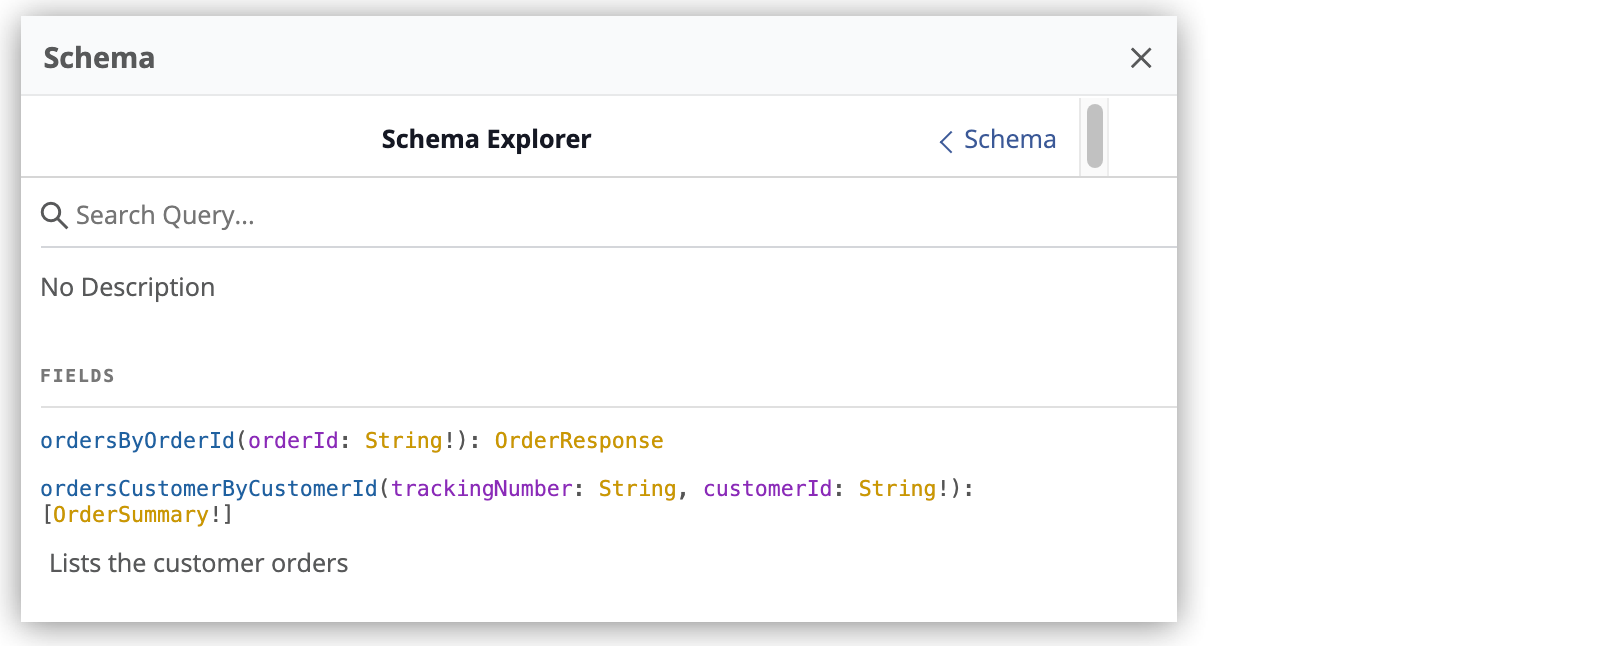 Schema
Schema Explorer
Schema
Search Query...
No Description
FIELDS
ordersByOrderId(orderId: String!): OrderResponse
ordersCustomerByCustomerId(trackingNumber: String, customerId: String!):
[OrderSummary!]
Lists the customer orders